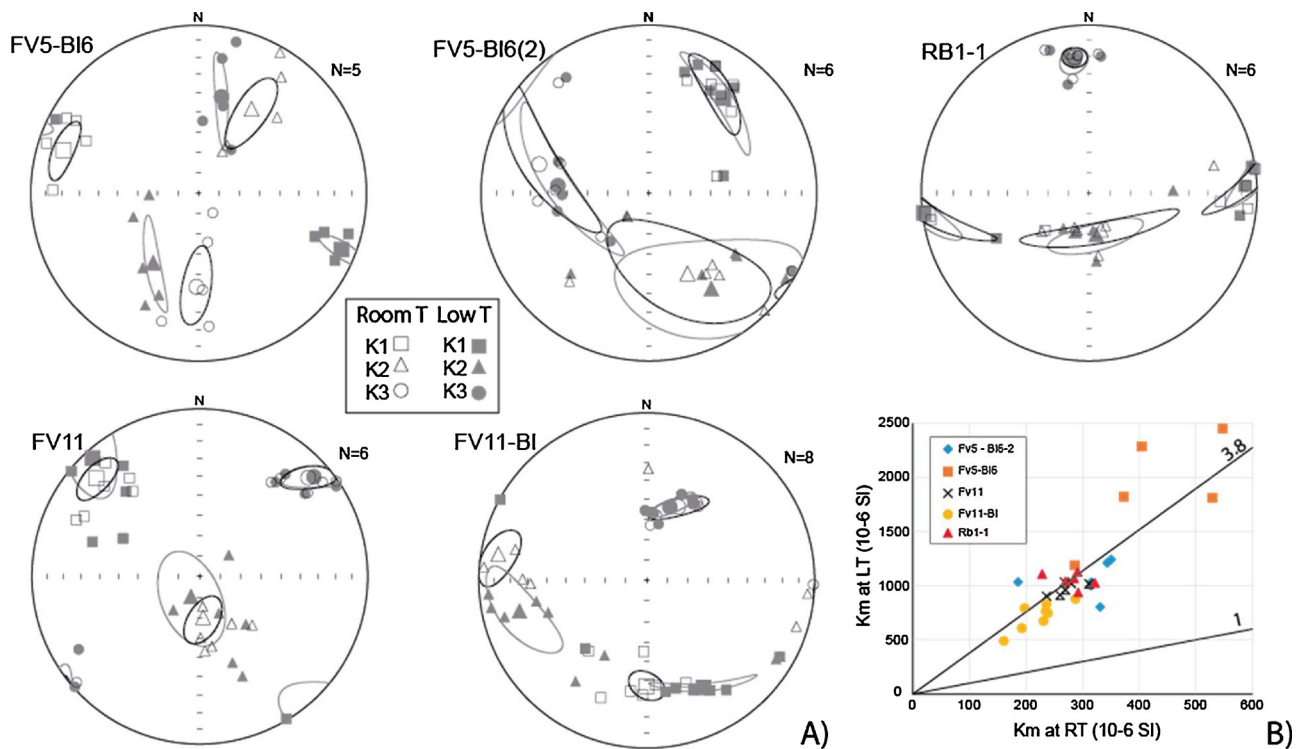 FV5-BI6
N
N=5
FV5-BI6(2)
N
N=6
RB1-1
N
N=6
Room T Low T
K1 K1
K2 K2
K3 K3
FV11
N
N=6
FV11-BI
N
N=8
A)
Km at LT (10-6 SI)
2500
2000
1500
1000
500
0
Fv5 - BI6-2
Fv5-BI6
Fv11
Fv11-BI
Rb1-1
3.8
1
0 100 200 300 400 500 600
Km at RT (10-6 SI)
B)